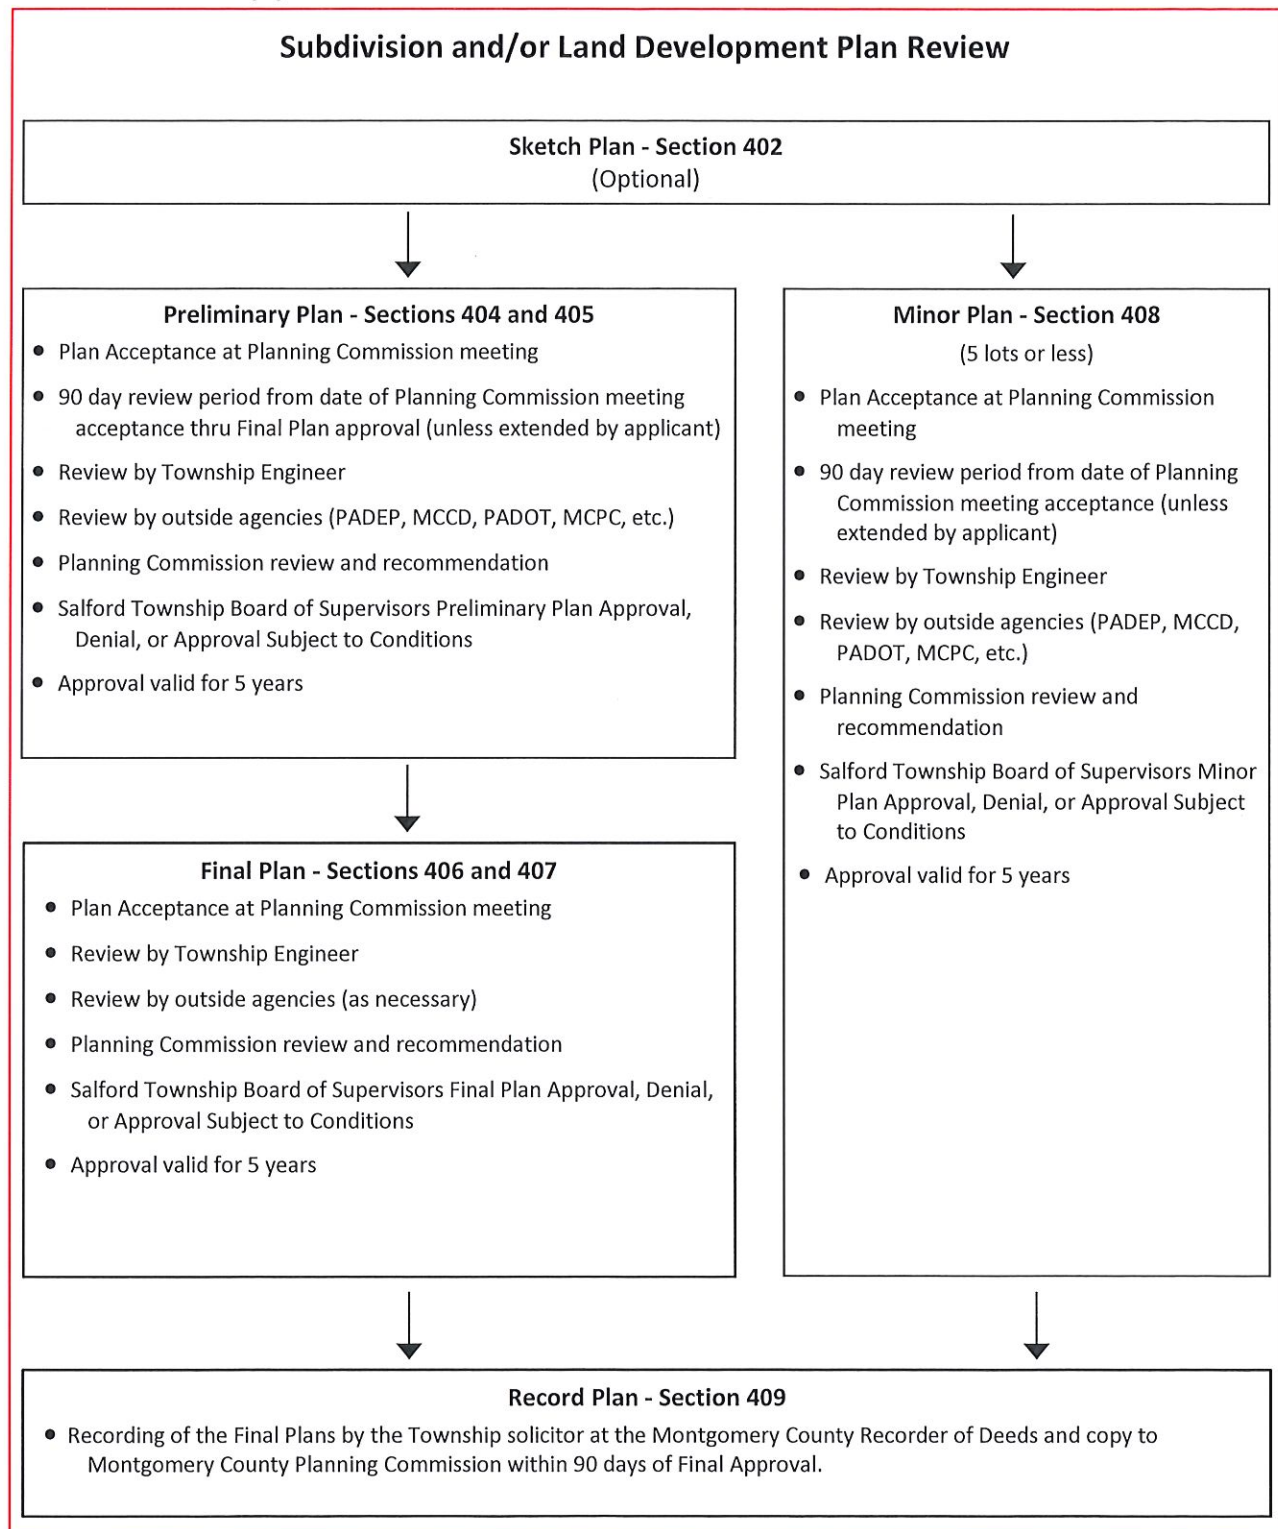 Subdivision and/or Land Development Plan Review
Sketch Plan - Section 402
(Optional)
Preliminary Plan - Sections 404 and 405
• Plan Acceptance at Planning Commission meeting
• 90 day review period from date of Planning Commission meeting
acceptance thru Final Plan approval (unless extended by applicant)
• Review by Township Engineer
• Review by outside agencies (PADEP, MCCD, PADOT, MCPC, etc.)
• Planning Commission review and recommendation
• Salford Township Board of Supervisors Preliminary Plan Approval,
Denial, or Approval Subject to Conditions
• Approval valid for 5 years
Final Plan - Sections 406 and 407
• Plan Acceptance at Planning Commission meeting
• Review by Township Engineer
• Review by outside agencies (as necessary)
• Planning Commission review and recommendation
• Salford Township Board of Supervisors Final Plan Approval, Denial,
or Approval Subject to Conditions
• Approval valid for 5 years
Minor Plan - Section 408
(5 lots or less)
• Plan Acceptance at Planning Commission
meeting
• 90 day review period from date of Planning
Commission meeting acceptance (unless
extended by applicant)
• Review by Township Engineer
• Review by outside agencies (PADEP, MCCD,
PADOT, MCPC, etc.)
• Planning Commission review and
recommendation
• Salford Township Board of Supervisors Minor
Plan Approval, Denial, or Approval Subject
to Conditions
• Approval valid for 5 years
Record Plan - Section 409
• Recording of the Final Plans by the Township solicitor at the Montgomery County Recorder of Deeds and copy to
Montgomery County Planning Commission within 90 days of Final Approval.